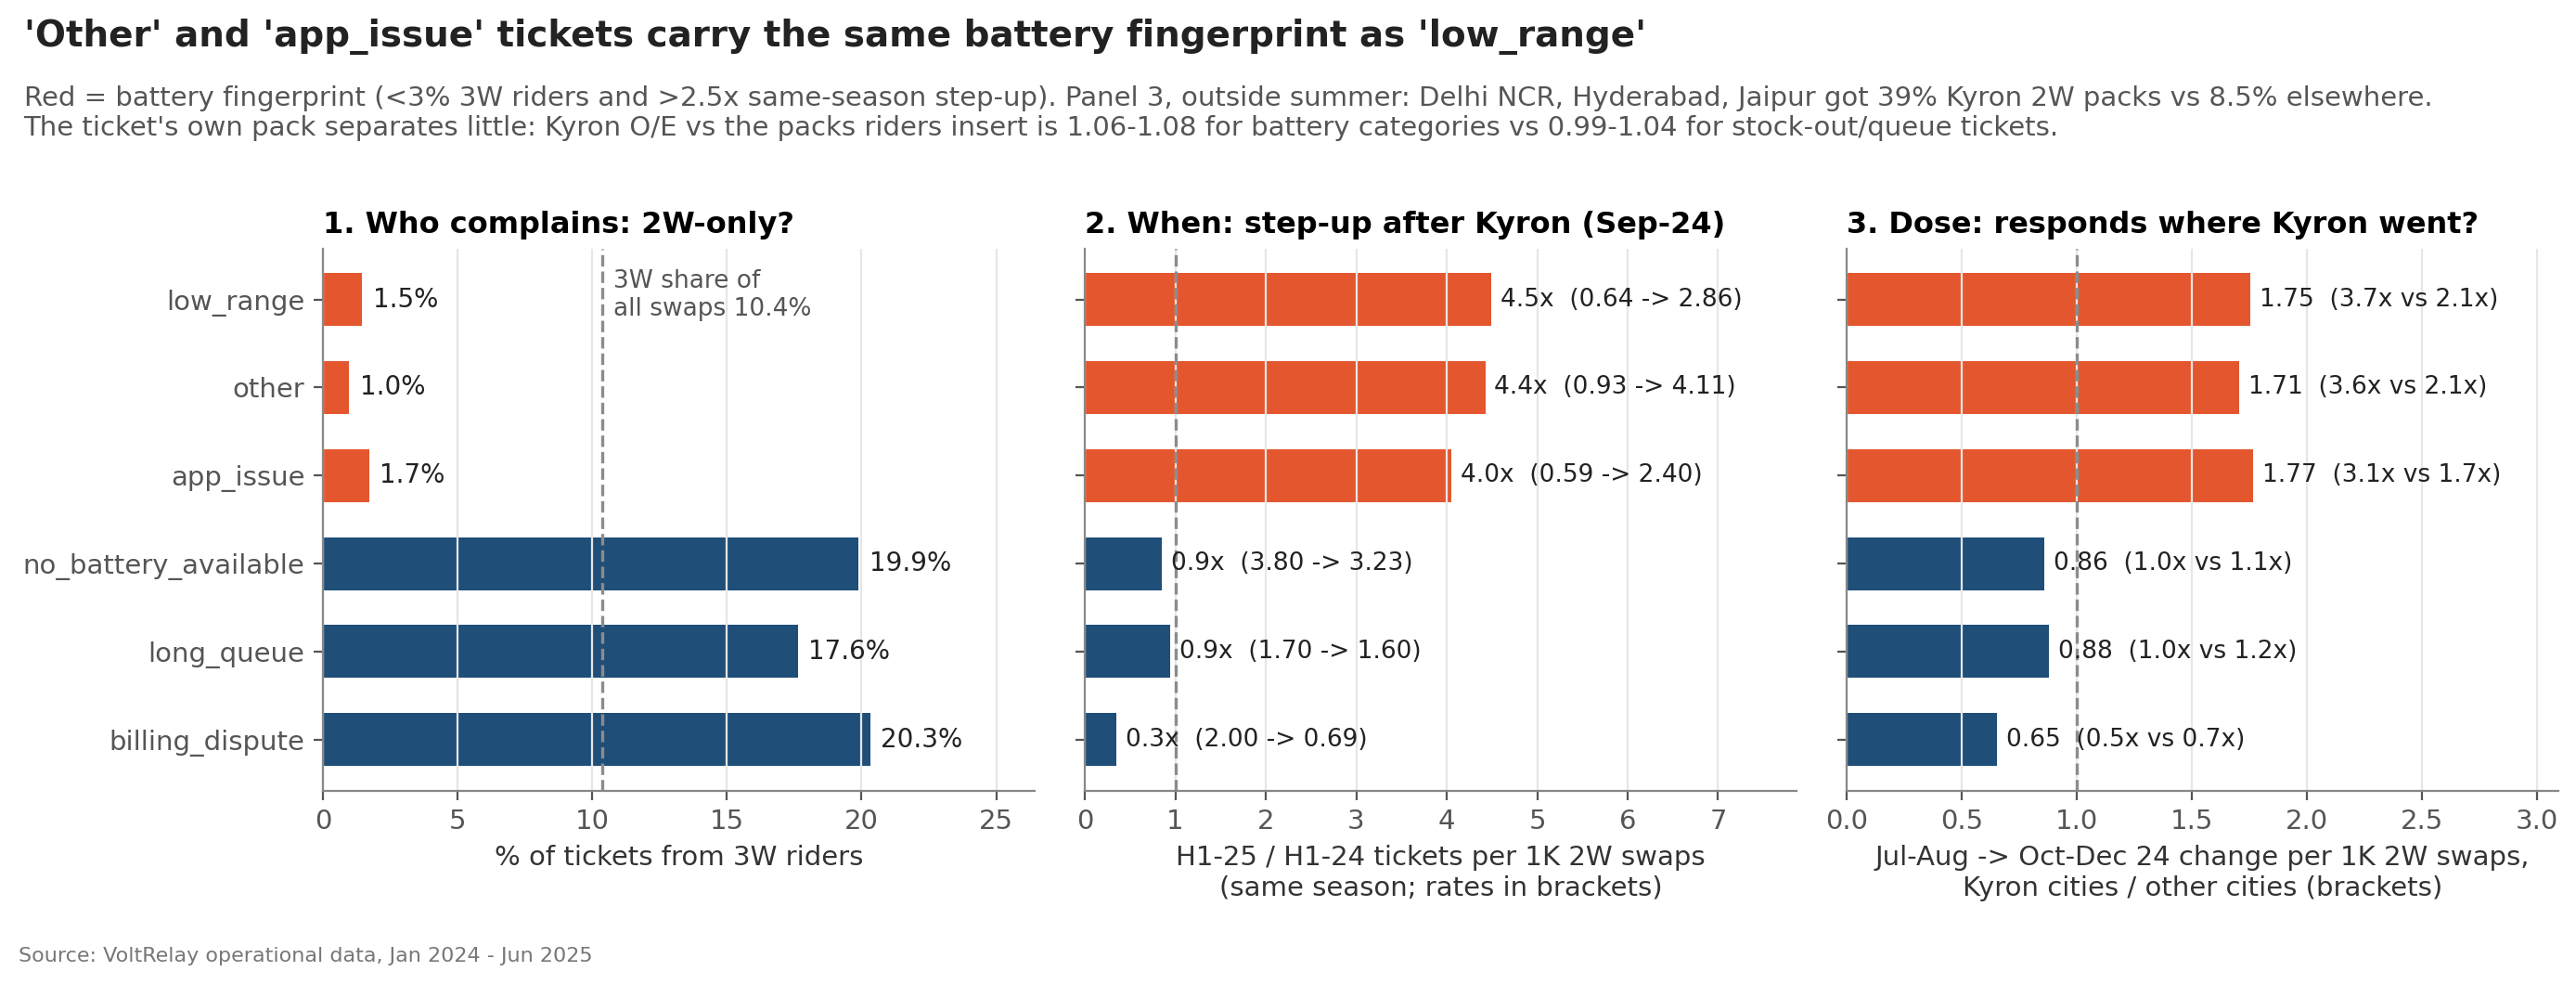 'Other' and 'app_issue' tickets carry the same battery fingerprint as 'low_range'
Red = battery fingerprint (<3% 3W riders and >2.5x same-season step-up). Panel 3, outside summer: Delhi NCR, Hyderabad, Jaipur got 39% Kyron 2W packs vs 8.5% elsewhere.
The ticket's own pack separates little: Kyron O/E vs the packs riders insert is 1.06-1.08 for battery categories vs 0.99-1.04 for stock-out/queue tickets.
1. Who complains: 2W-only?
3W share of
all swaps 10.4%
low_range
1.5%
other
1.0%
app_issue
1.7%
no_battery_available
19.9%
long_queue
17.6%
billing_dispute
20.3%
0 5 10 15 20 25
% of tickets from 3W riders
2. When: step-up after Kyron (Sep-24)
4.5x (0.64 -> 2.86)
4.4x (0.93 -> 4.11)
4.0x (0.59 -> 2.40)
0.9x (3.80 -> 3.23)
0.9x (1.70 -> 1.60)
0.3x (2.00 -> 0.69)
0 1 2 3 4 5 6 7
H1-25 / H1-24 tickets per 1K 2W swaps
(same season; rates in brackets)
3. Dose: responds where Kyron went?
1.75 (3.7x vs 2.1x)
1.71 (3.6x vs 2.1x)
1.77 (3.1x vs 1.7x)
0.86 (1.0x vs 1.1x)
0.88 (1.0x vs 1.2x)
0.65 (0.5x vs 0.7x)
0.0 0.5 1.0 1.5 2.0 2.5 3.0
Jul-Aug -> Oct-Dec 24 change per 1K 2W swaps,
Kyron cities / other cities (brackets)
Source: VoltRelay operational data, Jan 2024 - Jun 2025